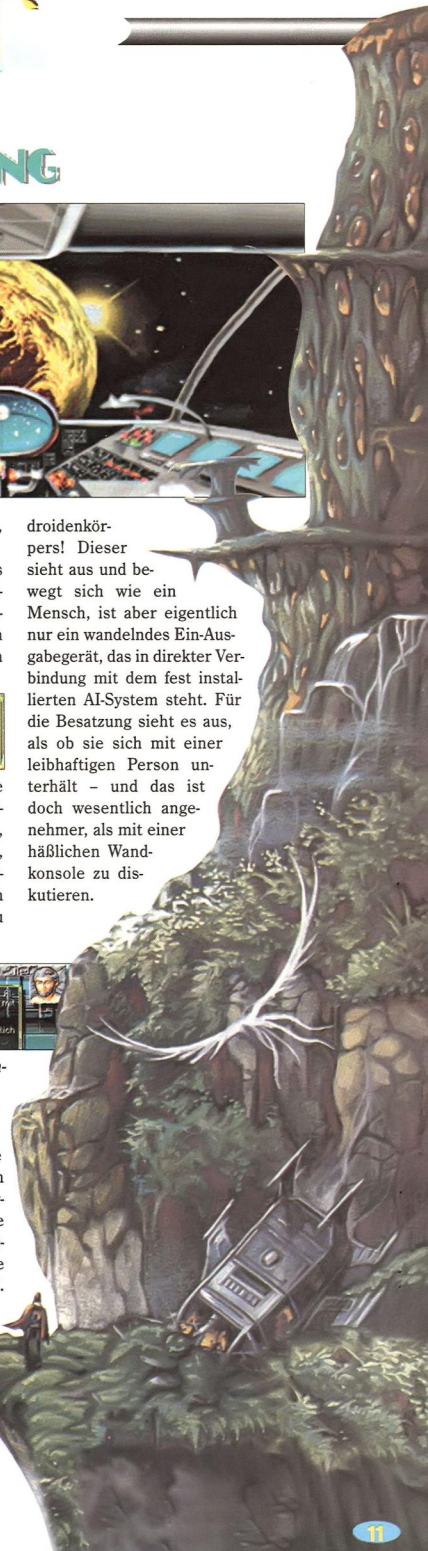 NG
droidenkör-
pers! Dieser
sieht aus und be-
wegt sich wie ein
Mensch, ist aber eigentlich
nur ein wandelndes Ein-Aus-
gabegerät, das in direkter Ver-
bindung mit dem fest instal-
lierten AI-System steht. Für
die Besatzung sieht es aus,
als ob sie sich mit einer
leibhaftigen Person un-
terhält – und das ist
doch wesentlich ange-
nehmer, als mit einer
häßlichen Wand-
konsole zu dis-
kutieren.
11